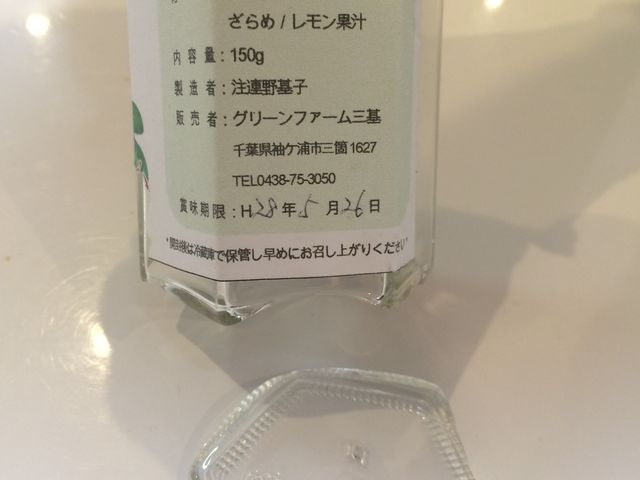 ざらめ / レモン果汁
内容量：150g
製造者：注連野基子
販売者：グリーンファーム三基
千葉県袖ケ浦市三箇1627
TEL0438-75-3050
賞味期限：H28年5月26日
*開封後は冷蔵庫で保管し早めにお召し上がりください*